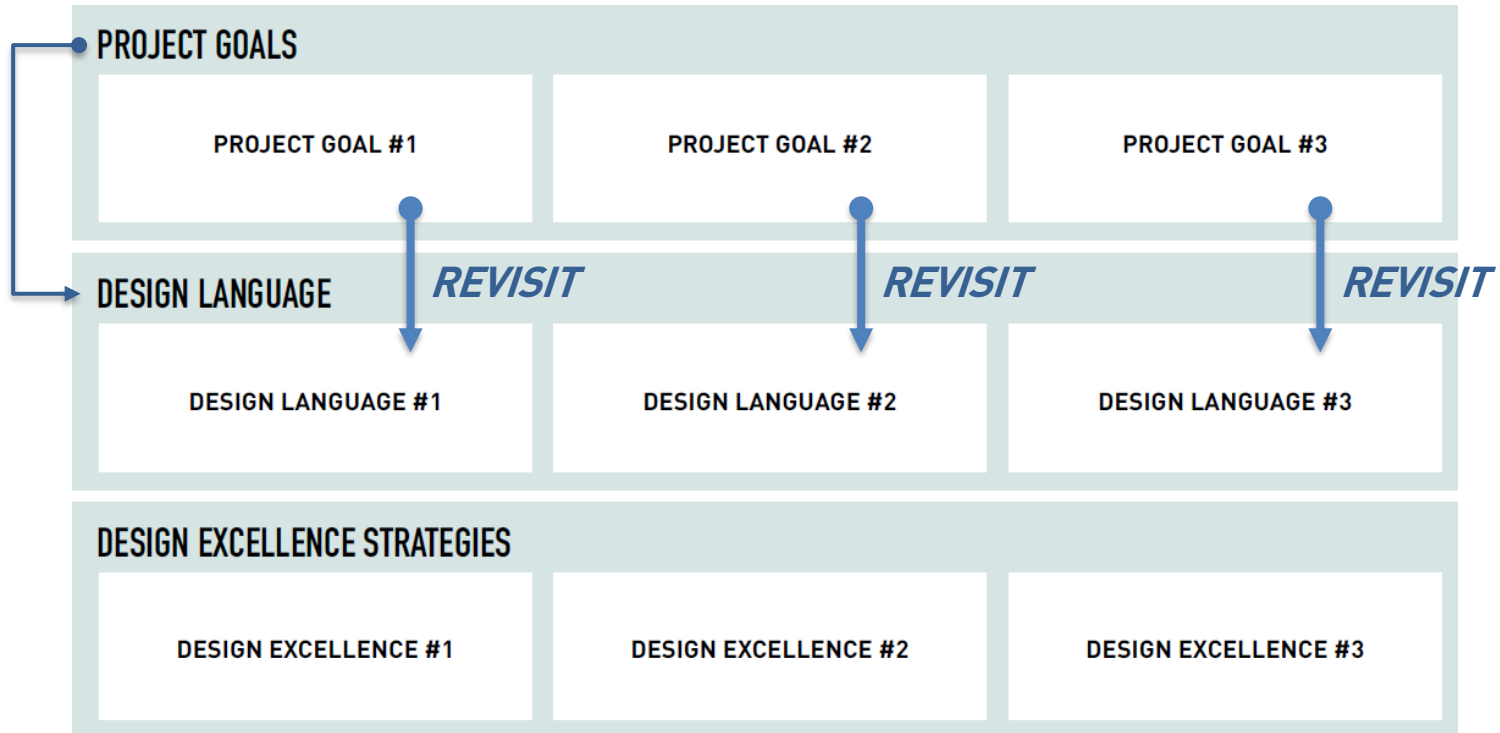 PROJECT GOALS
PROJECT GOAL #1
PROJECT GOAL #2
PROJECT GOAL #3
DESIGN LANGUAGE
REVISIT
REVISIT
REVISIT
DESIGN LANGUAGE #1
DESIGN LANGUAGE #2
DESIGN LANGUAGE #3
DESIGN EXCELLENCE STRATEGIES
DESIGN EXCELLENCE #1
DESIGN EXCELLENCE #2
DESIGN EXCELLENCE #3